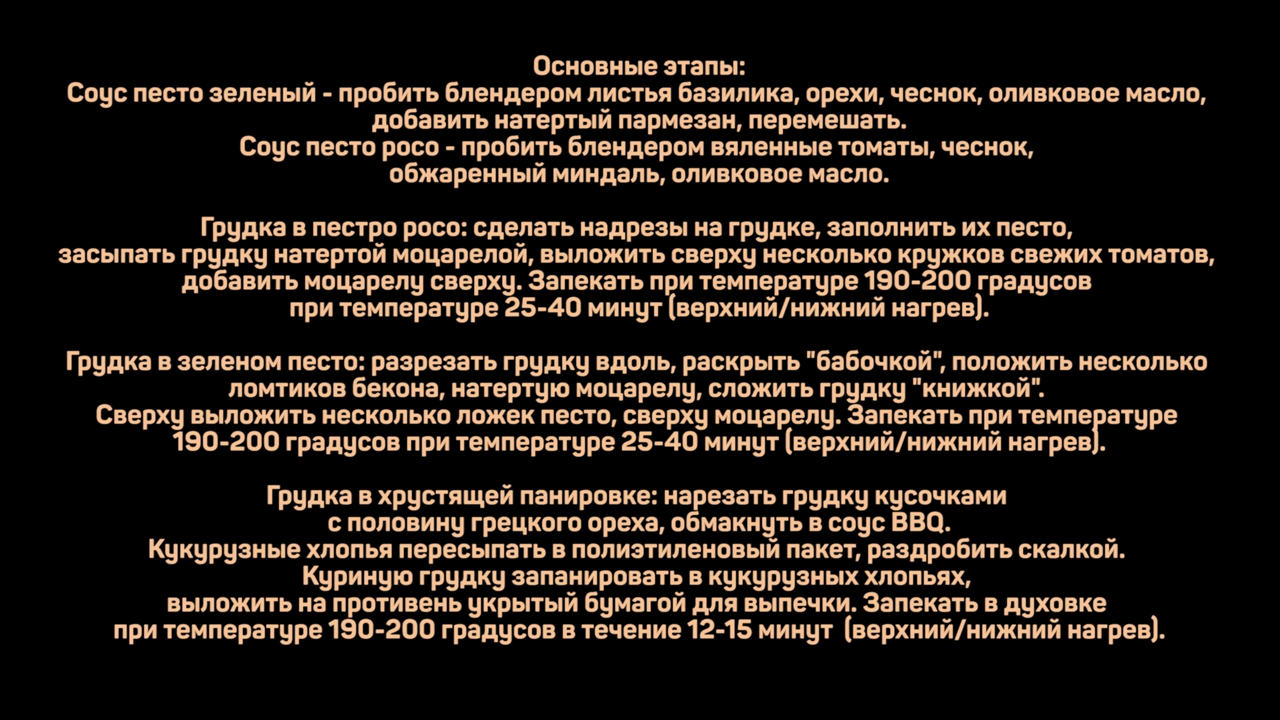 Основные этапы:
Соус песто зеленый - пробить блендером листья базилика, орехи, чеснок, оливковое масло,
добавить натертый пармезан, перемешать.
Соус песто росо - пробить блендером вяленные томаты, чеснок,
обжаренный миндаль, оливковое масло.
Грудка в пестро росо: сделать надрезы на грудке, заполнить их песто,
засыпать грудку натертой моцарелой, выложить сверху несколько кружков свежих томатов,
добавить моцарелу сверху. Запекать при температуре 190-200 градусов
при температуре 25-40 минут (верхний/нижний нагрев).
Грудка в зеленом песто: разрезать грудку вдоль, раскрыть "бабочкой", положить несколько
ломтиков бекона, натертую моцарелу, сложить грудку "книжкой".
Сверху выложить несколько ложек песто, сверху моцарелу. Запекать при температуре
190-200 градусов при температуре 25-40 минут (верхний/нижний нагрев).
Грудка в хрустящей панировке: нарезать грудку кусочками
с половину грецкого ореха, обмакнуть в соус BBQ.
Кукурузные хлопья пересыпать в полиэтиленовый пакет, раздробить скалкой.
Куриную грудку запанировать в кукурузных хлопьях,
выложить на противень укрытый бумагой для выпечки. Запекать в духовке
при температуре 190-200 градусов в течение 12-15 минут (верхний/нижний нагрев).